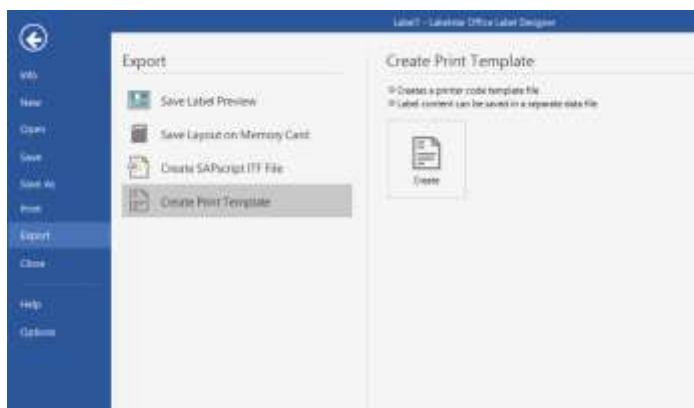 Label1 - Labelstar Office Label Designer
Info
New
Open
Save
Save As
Print
Export
Close
Help
Options
Export
Save Label Preview
Save Layout on Memory Card
Create SAPscript ITF File
Create Print Template
Create Print Template
Creates a printer code template file
Label content can be saved in a separate data file
Create